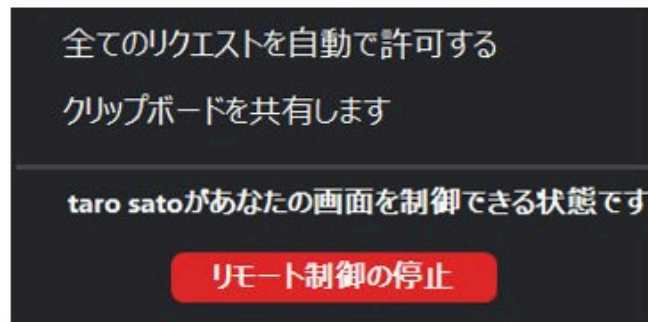 全てのリクエストを自動で許可する
クリップボードを共有します
taro satoがあなたの画面を制御できる状態です
リモート制御の停止